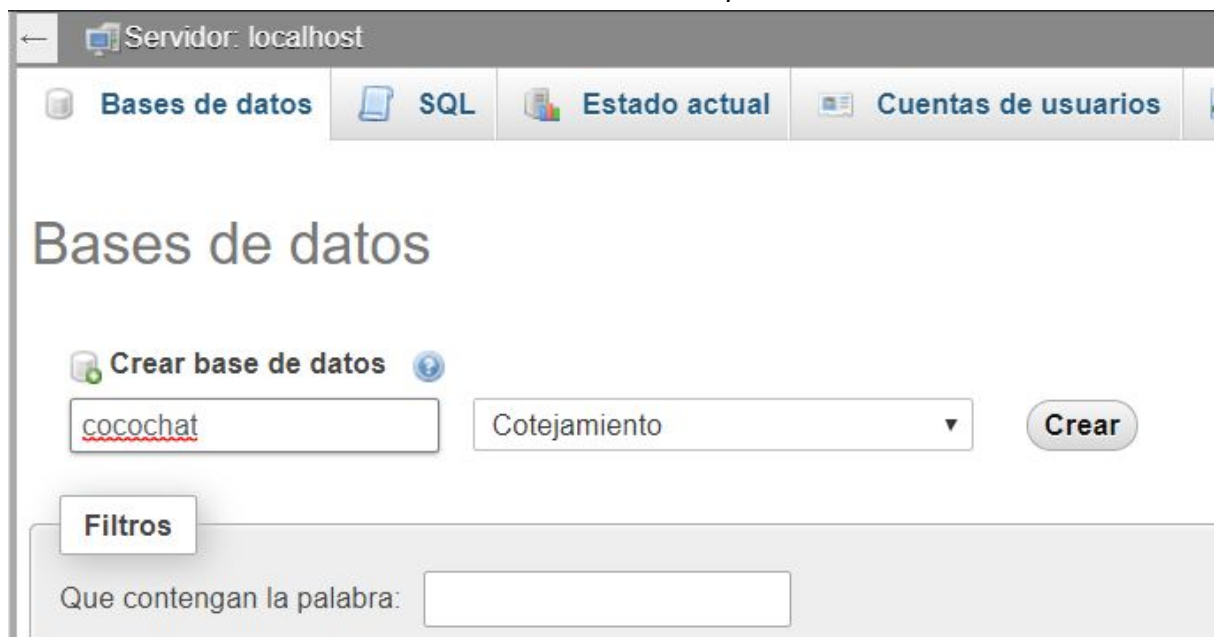 ← Servidor: localhost
Bases de datos SQL Estado actual Cuentas de usuarios
Bases de datos
Crear base de datos
cocochat Cotejamiento Crear
Filtros
Que contengan la palabra: